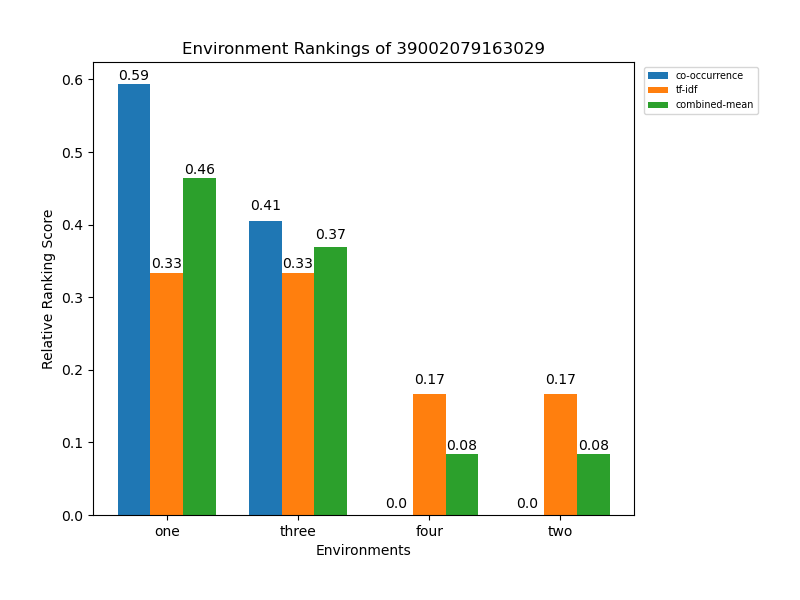 Environment Rankings of 39002079163029
co-occurrence
tf-idf
combined-mean
Relative Ranking Score
0.6
0.5
0.4
0.3
0.2
0.1
0.0
0.59
0.33
0.46
0.41
0.33
0.37
0.0
0.17
0.08
0.0
0.17
0.08
one three four two
Environments